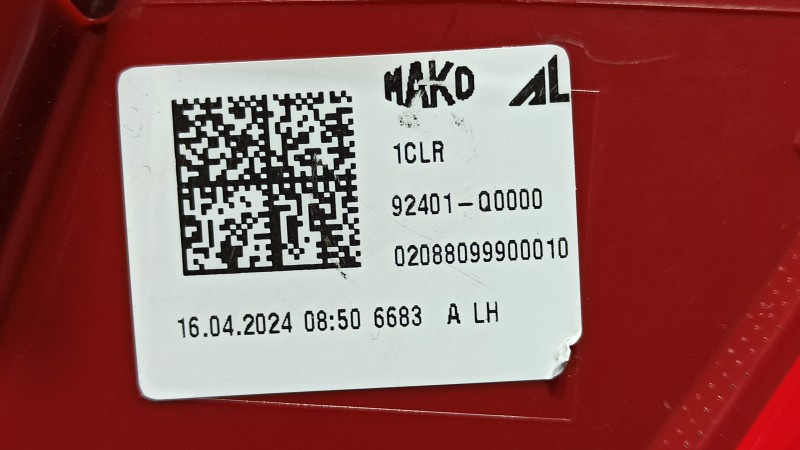 MAKO AL
1CLR
92401-Q0000
02088099900010
16.04.2024 08:50 6683 A LH